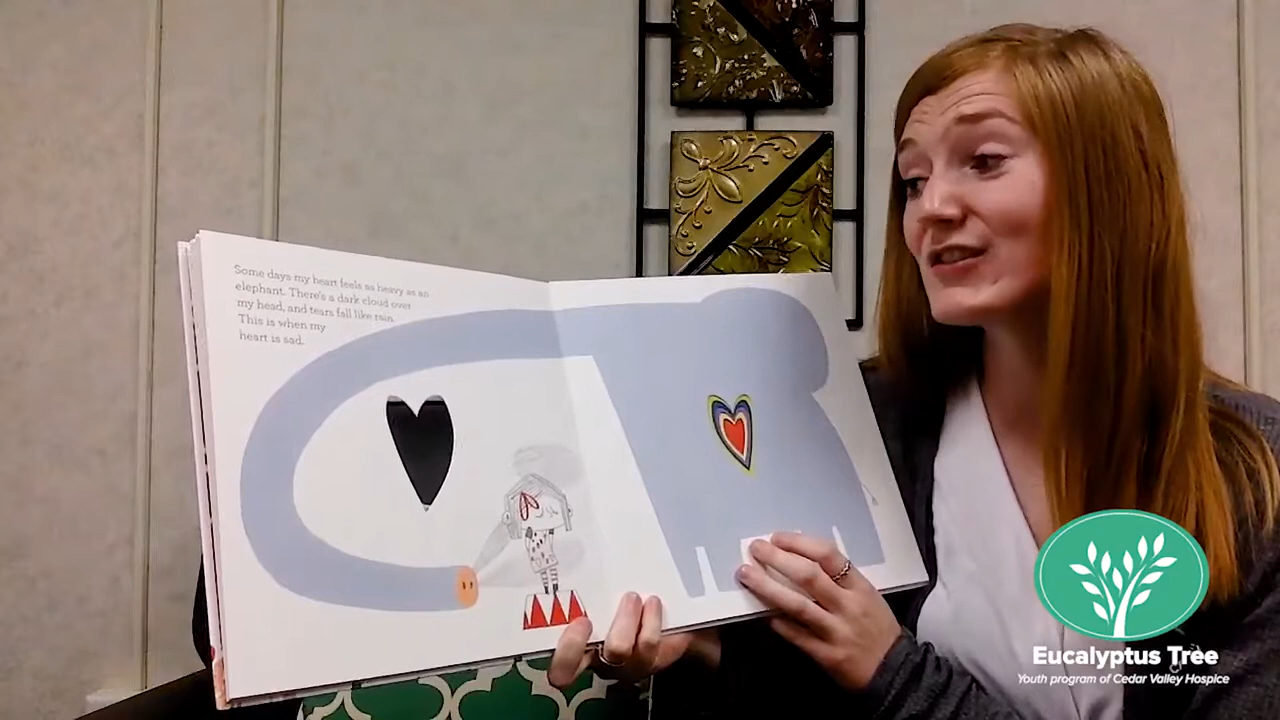 Some days my heart feels as heavy as an
elephant. There's a dark cloud over
my head, and tears fall like rain.
This is when my
heart is sad.
Eucalyptus Tree
Youth program of Cedar Valley Hospice